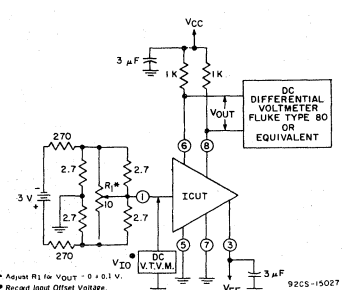 VCC
3 μF
1K
1K
DC
DIFFERENTIAL
VOLTMETER
FLUKE TYPE 80
OR
EQUIVALENT
VOUT
6
8
270
2.7
2.7
R1*
10
1
ICUT
3 V
2.7
2.7
270
VIO
DC
V.T.V.M.
5
7
3
3 μF
VEE
* Adjust R1 for VOUT = 0 ± 0.1 V.
• Record Input Offset Voltage.
92CS-15027